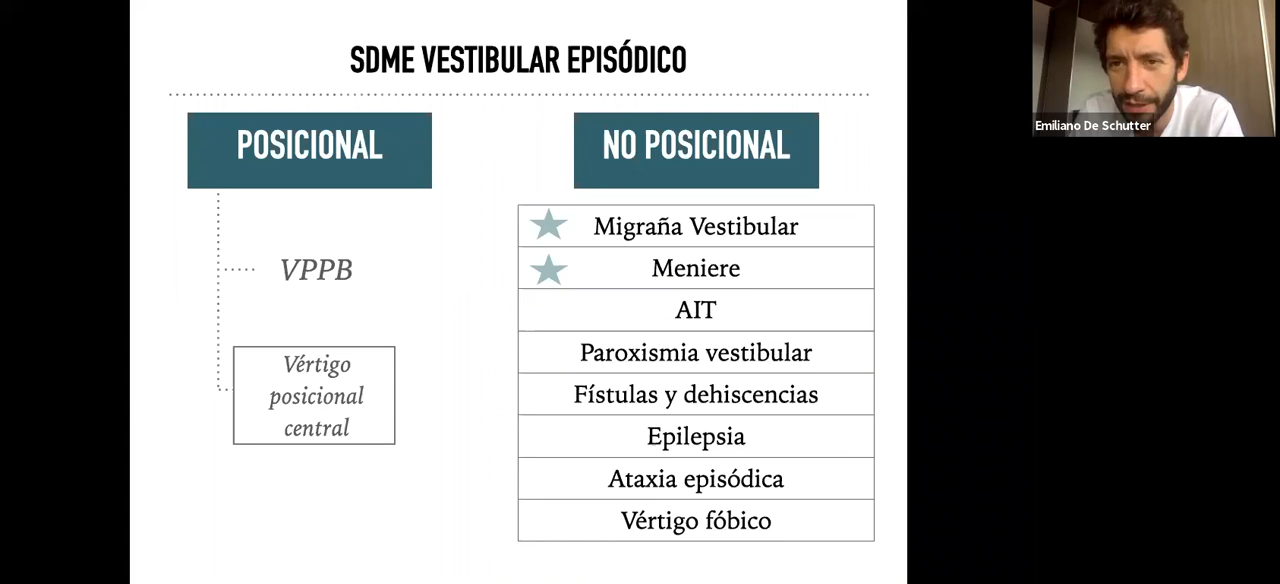 SDME VESTIBULAR EPISÓDICO
POSICIONAL
VPPB
Vértigo
posicional
central
NO POSICIONAL
Migraña Vestibular
Meniere
AIT
Paroxismia vestibular
Fístulas y dehiscencias
Epilepsia
Ataxia episódica
Vértigo fóbico
Emiliano De Schutter